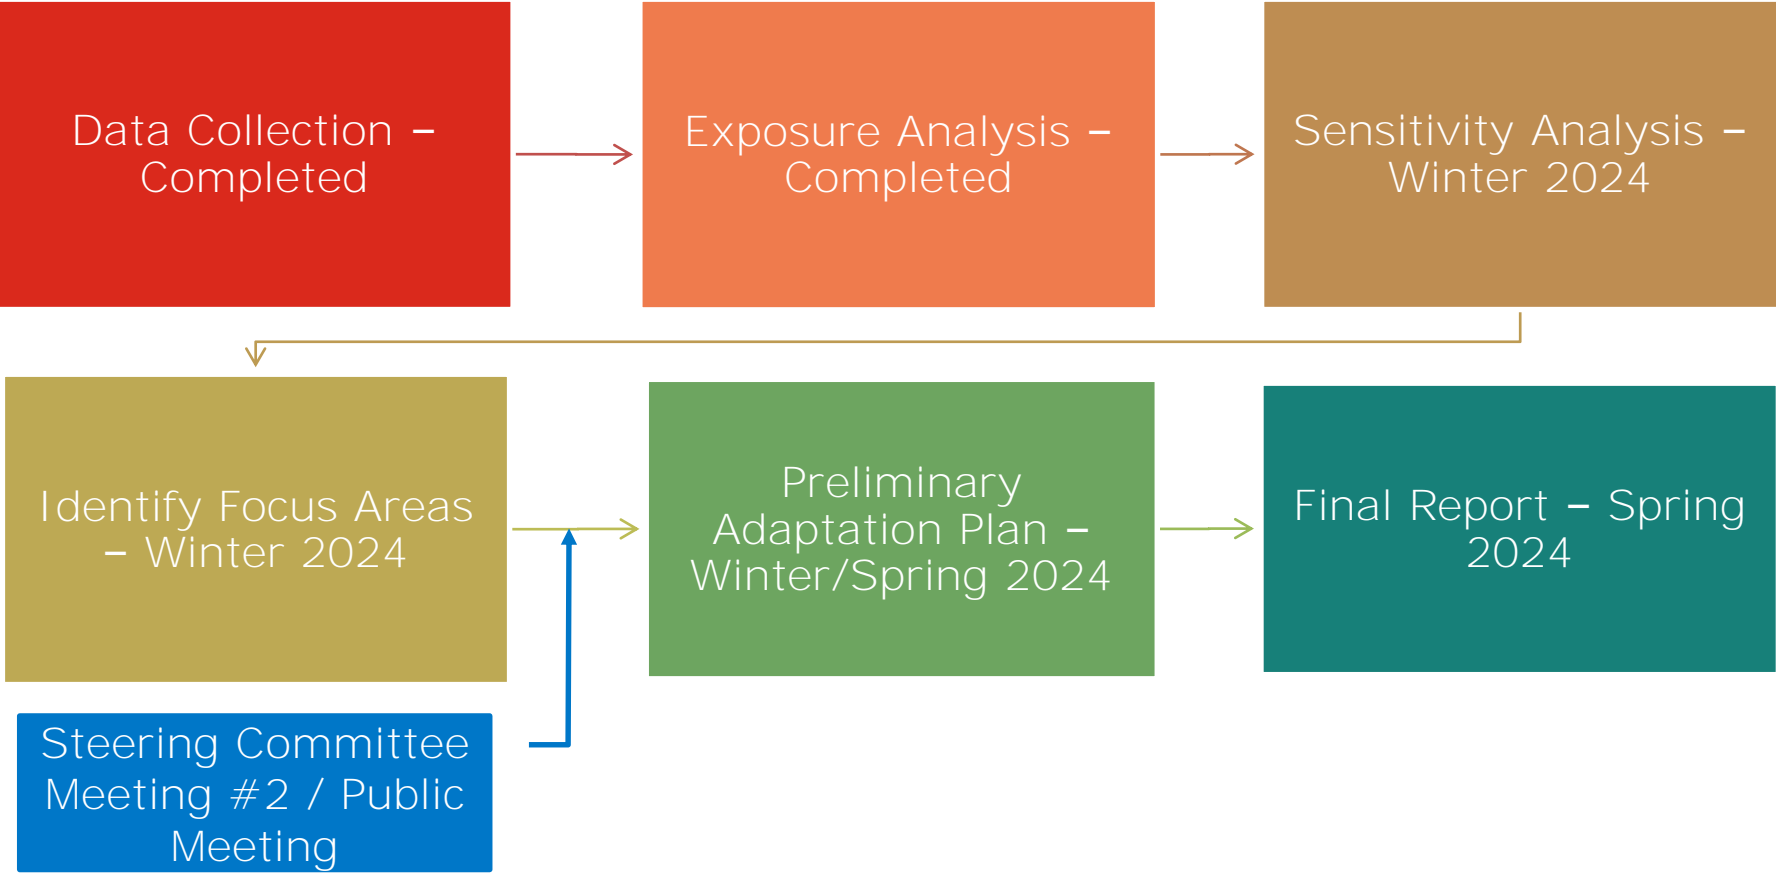 Data Collection –
Completed
Exposure Analysis –
Completed
Sensitivity Analysis –
Winter 2024
Identify Focus Areas
– Winter 2024
Preliminary
Adaptation Plan –
Winter/Spring 2024
Final Report – Spring
2024
Steering Committee
Meeting #2 / Public
Meeting